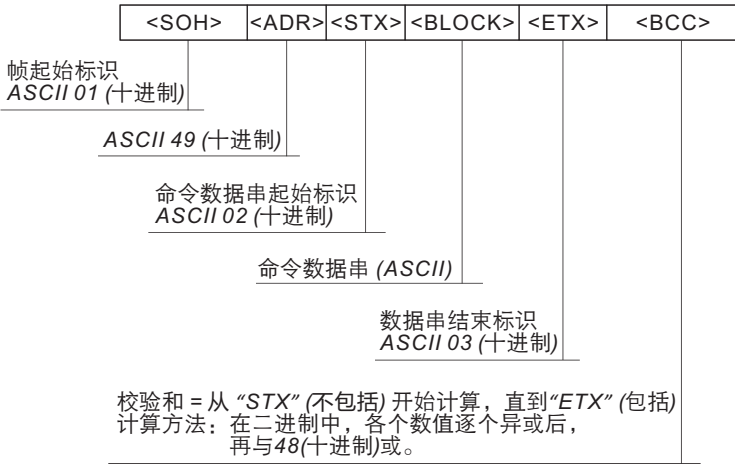 <SOH> <ADR> <STX> <BLOCK> <ETX> <BCC>
帧起始标识
ASCII 01 (十进制)
ASCII 49 (十进制)
命令数据串起始标识
ASCII 02 (十进制)
命令数据串 (ASCII)
数据串结束标识
ASCII 03 (十进制)
校验和 = 从 “STX” (不包括) 开始计算，直到“ETX” (包括)
计算方法：在二进制中，各个数值逐个异或后，
再与48(十进制)或。